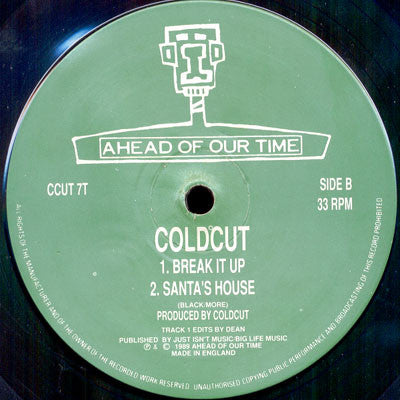 AHEAD OF OUR TIME
CCUT 7T
SIDE B
33 RPM
COLDCUT
1. BREAK IT UP
2. SANTA'S HOUSE
(BLACK/MORE)
PRODUCED BY COLDCUT
TRACK 1 EDITS BY DEAN
PUBLISHED BY JUST ISN'T MUSIC/BIG LIFE MUSIC
℗ & © 1989 AHEAD OF OUR TIME
MADE IN ENGLAND
ALL RIGHTS OF THE MANUFACTURER AND OF THE OWNER OF THE RECORDED WORK RESERVED. UNAUTHORISED COPYING PUBLIC PERFORMANCE AND BROADCASTING OF THIS RECORD PROHIBITED